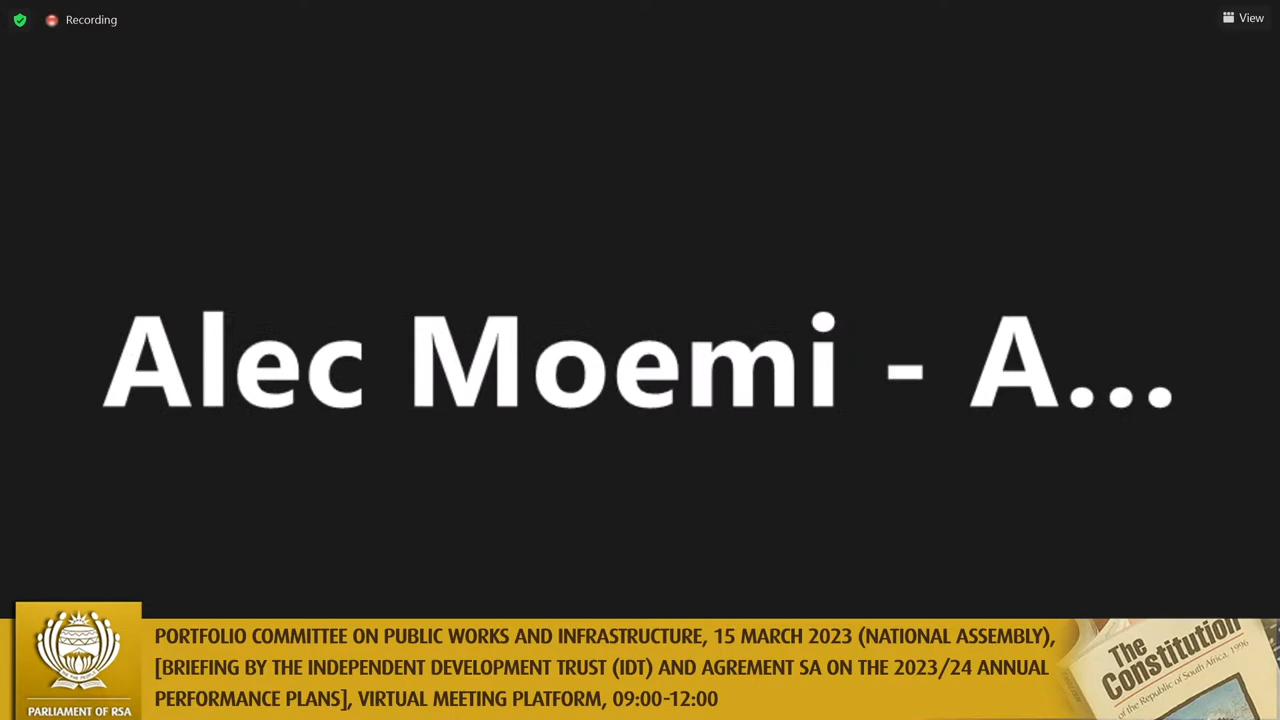 Recording
View
Alec Moemi - A...
PORTFOLIO COMMITTEE ON PUBLIC WORKS AND INFRASTRUCTURE, 15 MARCH 2023 (NATIONAL ASSEMBLY),
[BRIEFING BY THE INDEPENDENT DEVELOPMENT TRUST (IDT) AND AGREMENT SA ON THE 2023/24 ANNUAL
PERFORMANCE PLANS], VIRTUAL MEETING PLATFORM, 09:00-12:00
PARLIAMENT OF RSA
The
Constitution
of the Republic of South Africa, 1996